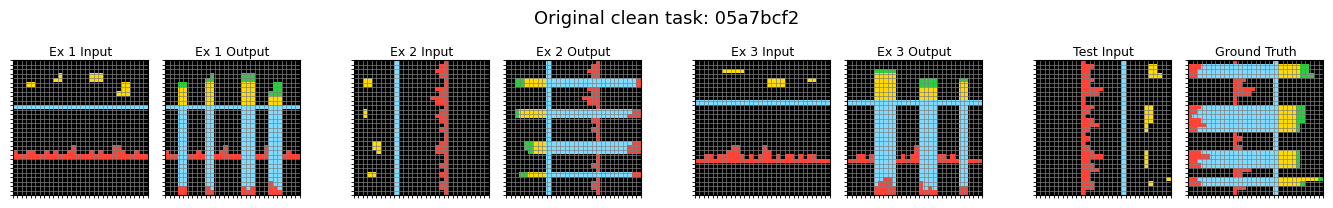 Original clean task: 05a7bcf2
Ex 1 Input
Ex 1 Output
Ex 2 Input
Ex 2 Output
Ex 3 Input
Ex 3 Output
Test Input
Ground Truth